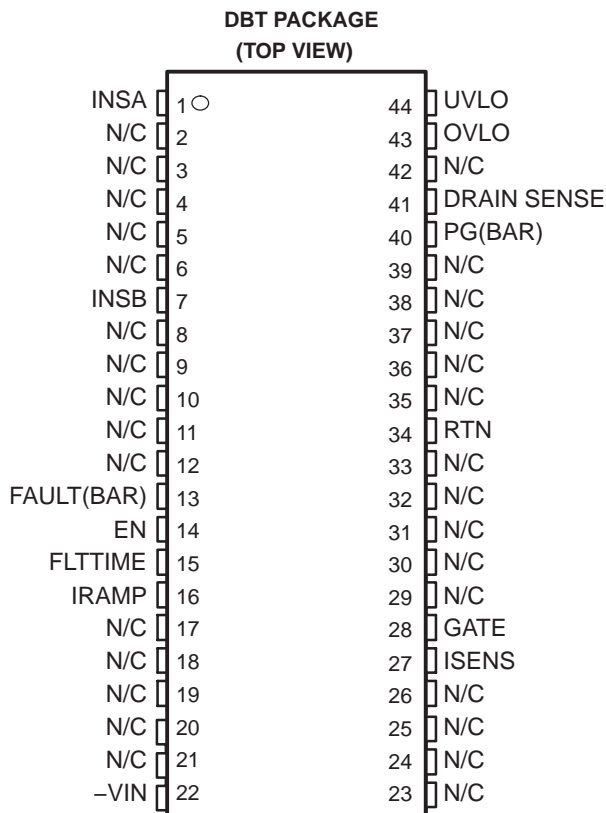 DBT PACKAGE
(TOP VIEW)
INSA 1 44 UVLO
N/C 2 43 OVLO
N/C 3 42 N/C
N/C 4 41 DRAIN SENSE
N/C 5 40 PG(BAR)
N/C 6 39 N/C
INSB 7 38 N/C
N/C 8 37 N/C
N/C 9 36 N/C
N/C 10 35 N/C
N/C 11 34 RTN
N/C 12 33 N/C
FAULT(BAR) 13 32 N/C
EN 14 31 N/C
FLTTIME 15 30 N/C
IRAMP 16 29 N/C
N/C 17 28 GATE
N/C 18 27 ISENS
N/C 19 26 N/C
N/C 20 25 N/C
N/C 21 24 N/C
–VIN 22 23 N/C